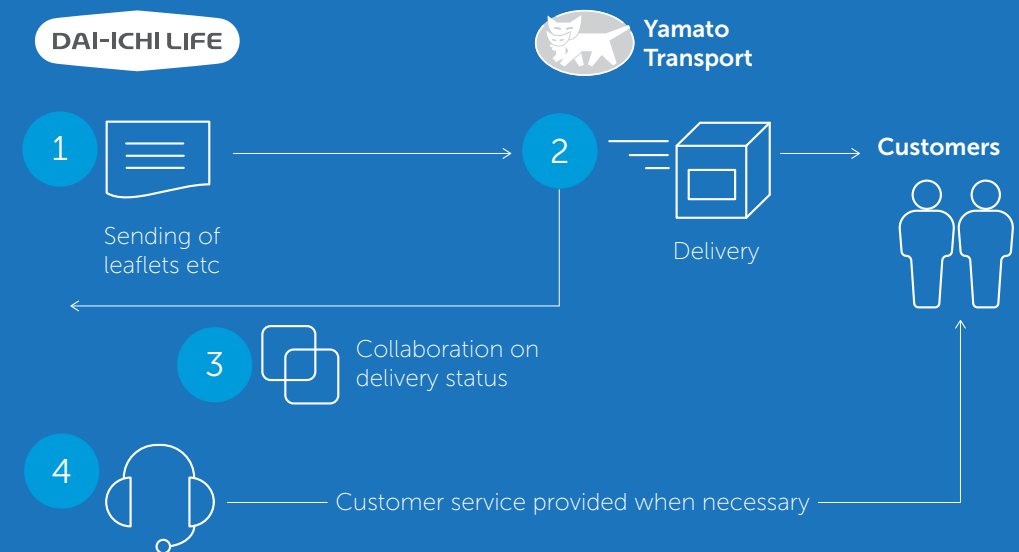 DAI-ICHI LIFE
Yamato
Transport
1
2
Customers
Sending of
leaflets etc
Delivery
3
Collaboration on
delivery status
4
Customer service provided when necessary